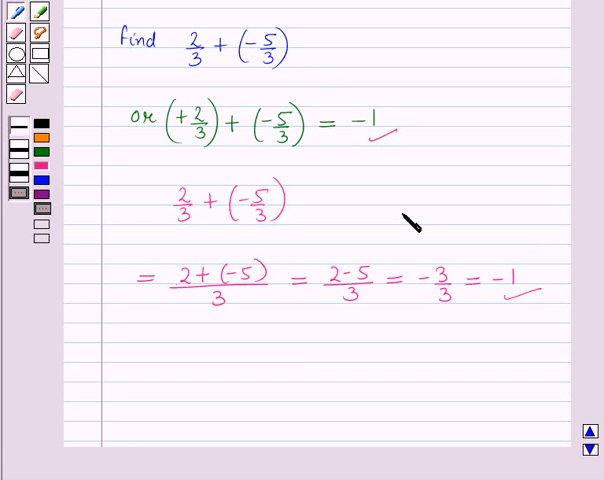 find 2/3 + (-5/3)
or (+2/3) + (-5/3) = -1 ✓
2/3 + (-5/3)
= 2+(-5)/3 = 2-5/3 = -3/3 = -1 ✓